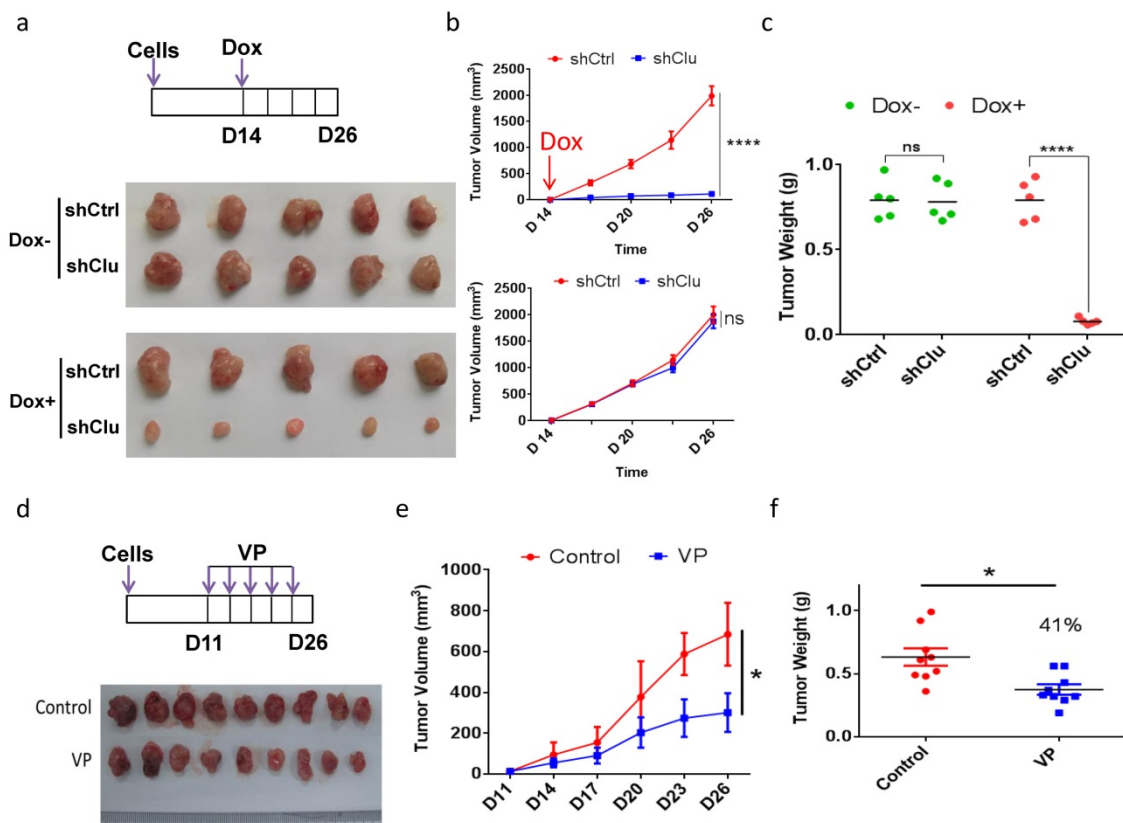 a
Cells
Dox
D14
D26
Dox-
shCtrl
shClu
Dox+
shCtrl
shClu
b
shCtrl
shClu
Tumor Volume (mm3)
2500
2000
1500
1000
500
0
Dox
****
D 14
D 20
D 26
Time
shCtrl
shClu
Tumor Volume (mm3)
2500
2000
1500
1000
500
0
ns
D 14
D 20
D 26
Time
c
Dox-
Dox+
Tumor Weight (g)
1.0
0.5
0.0
ns
****
shCtrl
shClu
shCtrl
shClu
d
Cells
VP
D11
D26
Control
VP
e
Control
VP
Tumor Volume (mm3)
1000
800
600
400
200
0
*
D11
D14
D17
D20
D23
D26
f
Tumor Weight (g)
1.0
0.5
0.0
*
41%
Control
VP